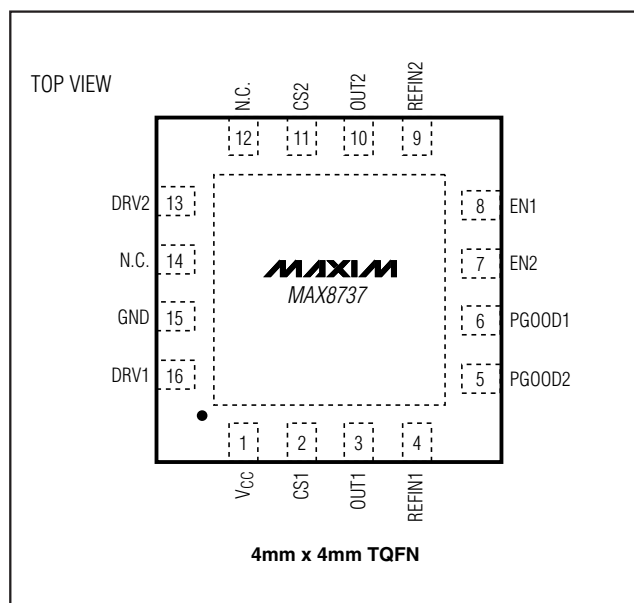 TOP VIEW
N.C.
CS2
OUT2
REFIN2
12
11
10
9
DRV2 13
8 EN1
N.C. 14
7 EN2
GND 15
6 PGOOD1
DRV1 16
5 PGOOD2
MAXIM
MAX8737
1
2
3
4
VCC
CS1
OUT1
REFIN1
4mm x 4mm TQFN